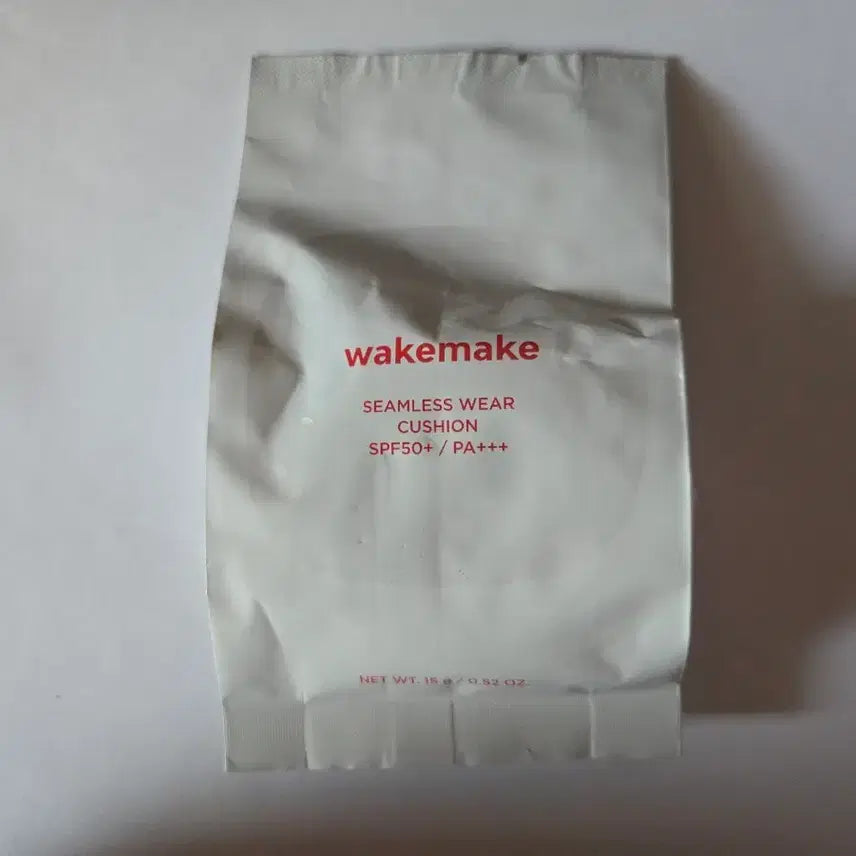 wakemake
SEAMLESS WEAR
CUSHION
SPF50+ / PA+++
NET WT. 15 g / 0.52 OZ.